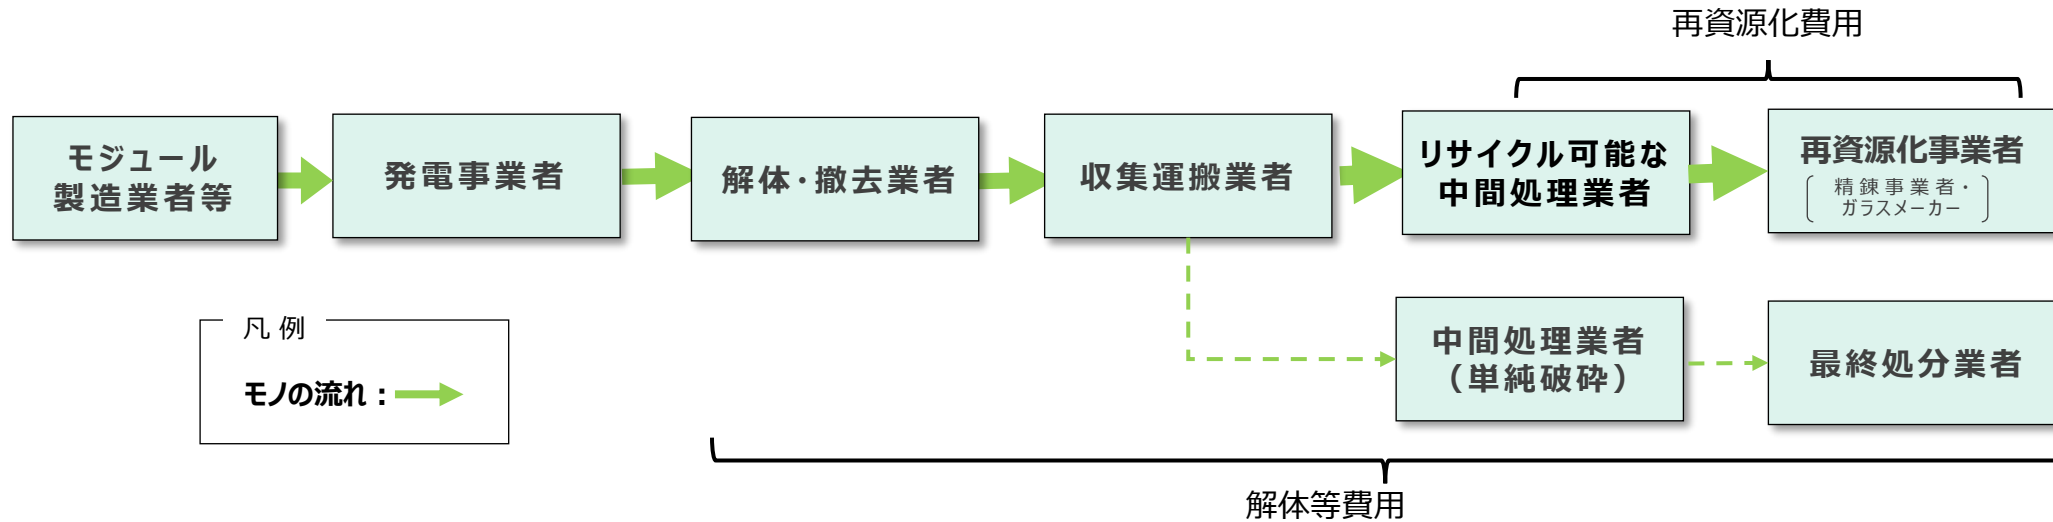 再資源化費用
モジュール
製造業者等
発電事業者
解体・撤去業者
収集運搬業者
リサイクル可能な
中間処理業者
再資源化事業者
精錬事業者・
ガラスメーカー
凡例
モノの流れ：
中間処理業者
（単純破砕）
最終処分業者
解体等費用